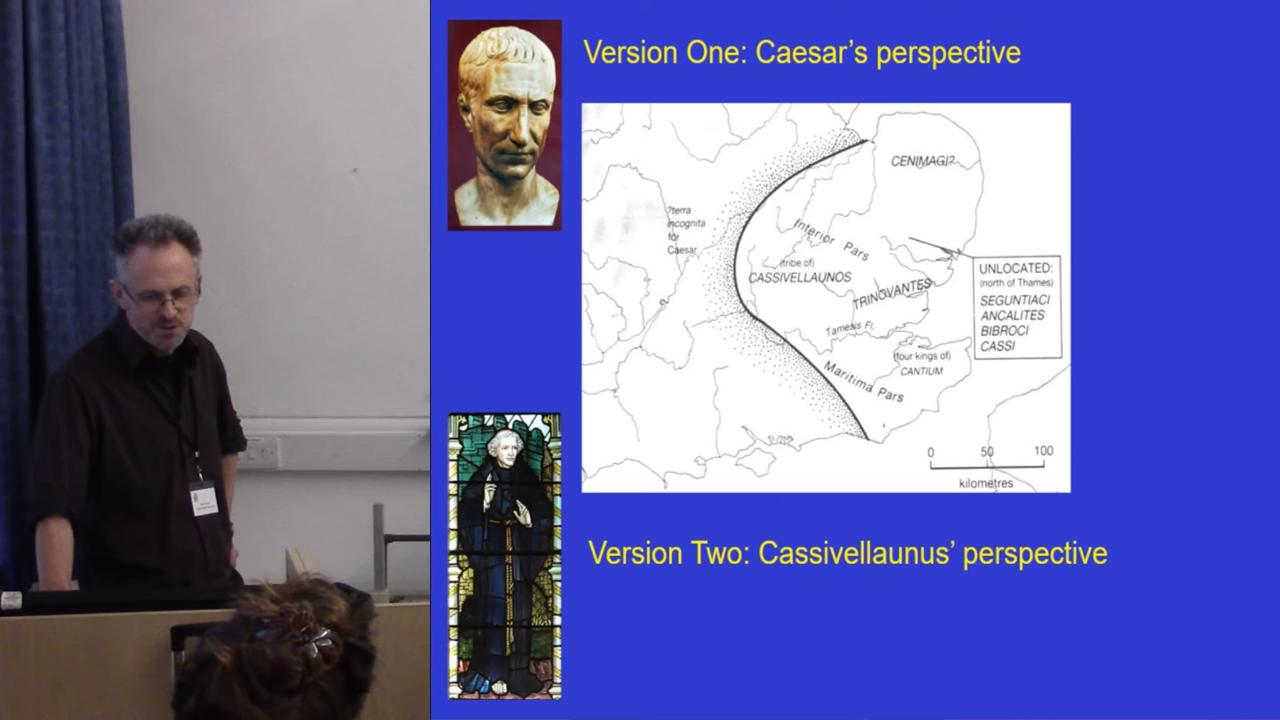 Version One: Caesar's perspective
CENIMAGI?
?terra
incognita
for
Caesar
Interior Pars
(tribe of)
CASSIVELLAUNOS
TRINOVANTES
UNLOCATED:
(north of Thames)
SEGUNTIACI
ANCALITES
BIBROCI
CASSI
Tamesis Fl.
(four kings of)
CANTIUM
Maritima Pars
0 50 100
kilometres
Version Two: Cassivellaunus' perspective